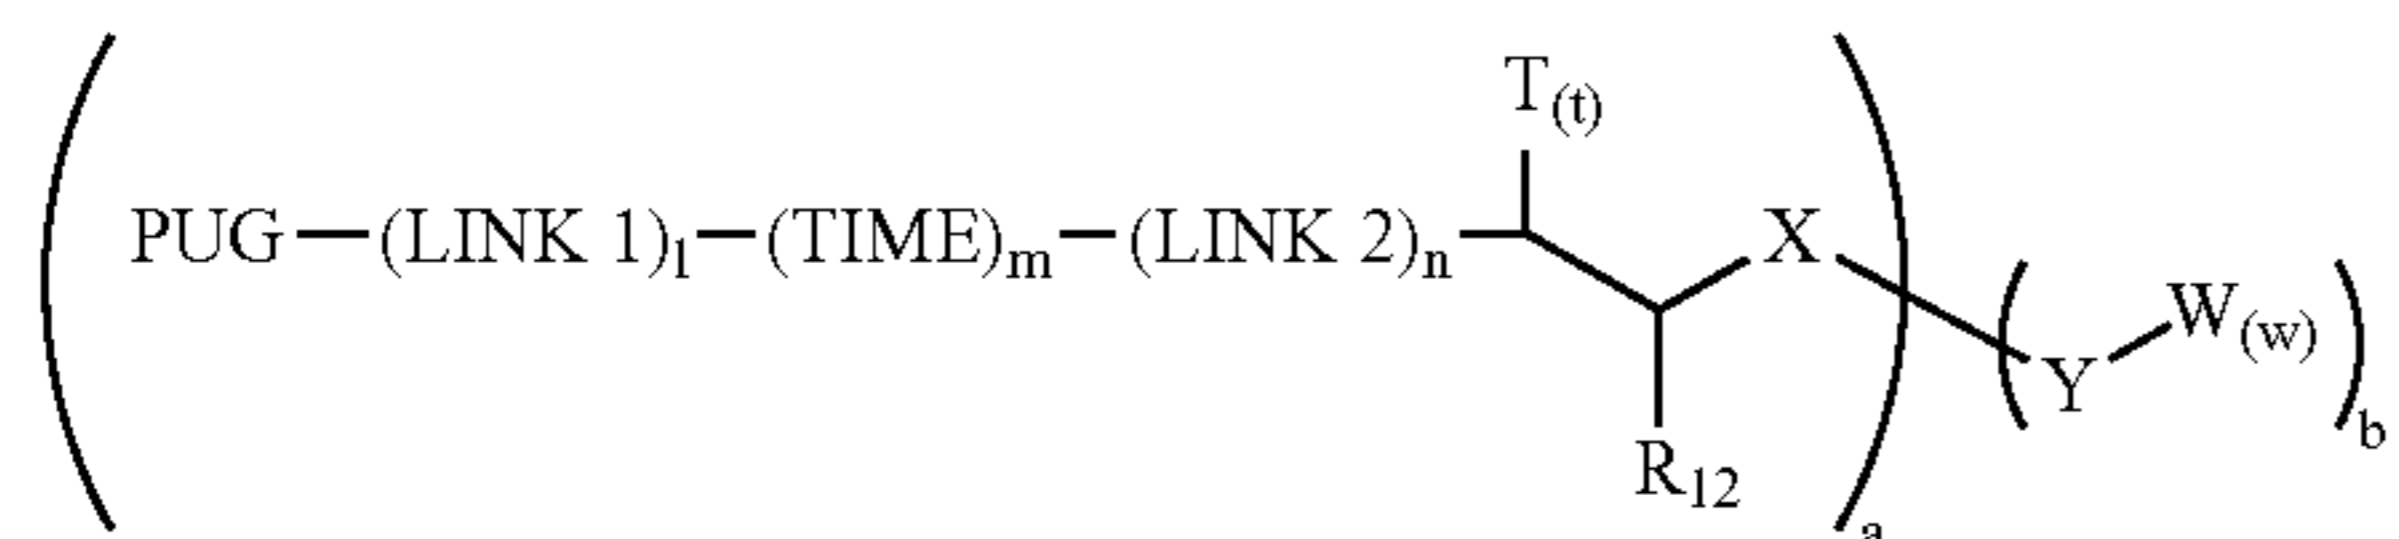 T(t)
PUG—(LINK 1)l—(TIME)m—(LINK 2)n X
W(w)
Y
b
R12
a